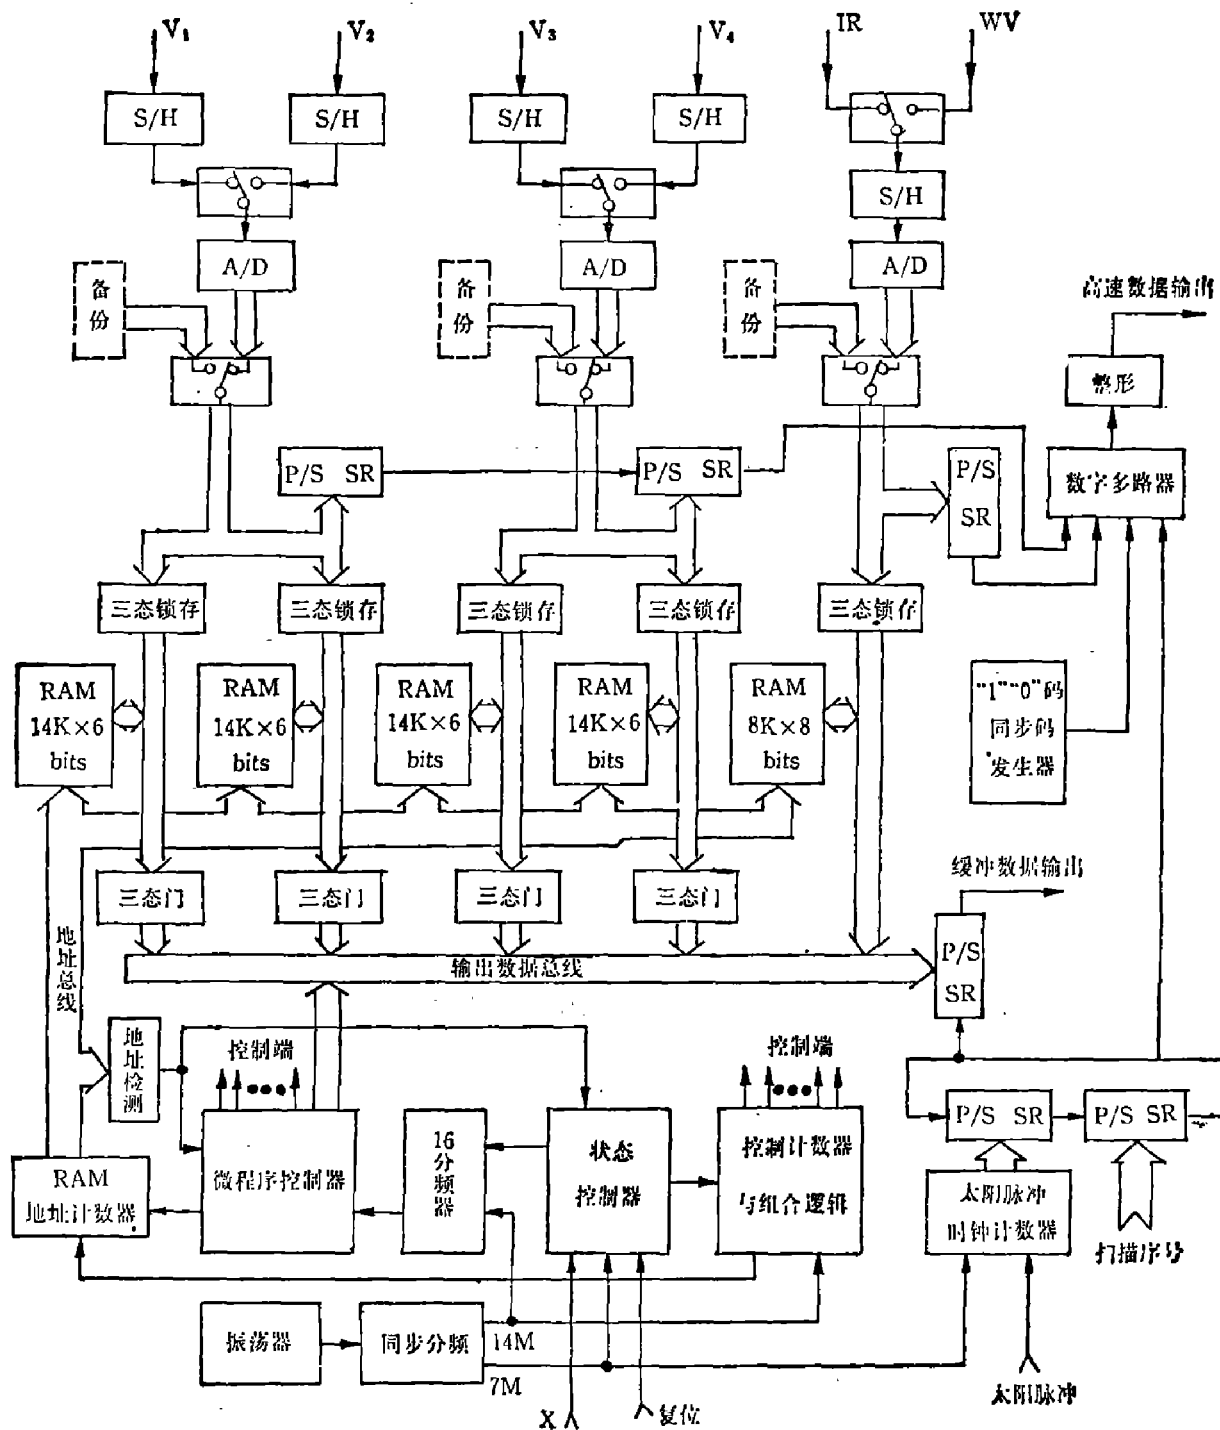 V₁ V₂ V₃ V₄ IR WV
S/H S/H S/H S/H
S/H
A/D A/D A/D
备份 备份 备份
高速数据输出
整形
P/S SR P/S SR P/S SR
数字多路器
三态锁存 三态锁存 三态锁存 三态锁存 三态锁存
RAM 14K×6 bits
RAM 14K×6 bits
RAM 14K×6 bits
RAM 14K×6 bits
RAM 8K×8 bits
"1""0"码
同步码
发生器
缓冲数据输出
三态门 三态门 三态门 三态门
P/S SR
地址总线
输出数据总线
地址检测
控制端 控制端
P/S SR P/S SR
16分频器
状态
控制器
控制计数器
与组合逻辑
微程序控制器
RAM
地址计数器
太阳脉冲
时钟计数器
扫描序号
振荡器
同步分频
14M
7M
X
复位
太阳脉冲